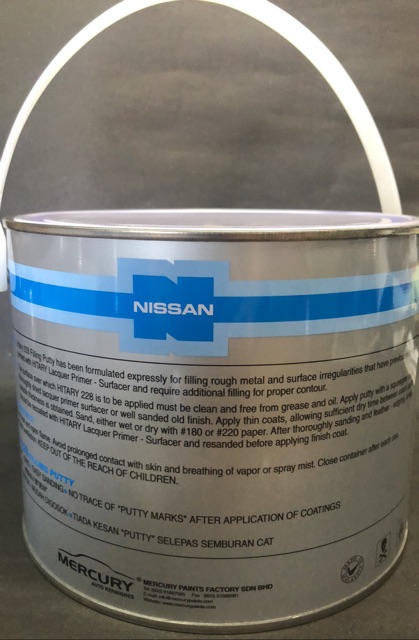 N
NISSAN
Filling Putty has been formulated expressly for filling rough metal and surface irregularities that have
with HITARY Lacquer Primer - Surfacer and require additional filling for proper contour.
surface over which HITARY 228 is to be applied must be clean and free from grease and oil. Apply putty with a
lacquer primer surfacer or well sanded old finish. Apply thin coats, allowing sufficient dry time between
thickness is obtained. Sand, either wet or dry with #180 or #220 paper. After thoroughly sanding and
with HITARY Lacquer Primer - Surfacer and resanded before applying finish coat.
flame. Avoid prolonged contact with skin and breathing of vapor or spray mist. Close container after each use.
KEEP OUT OF THE REACH OF CHILDREN.
PUTTY
SANDING NO TRACE OF "PUTTY MARKS" AFTER APPLICATION OF COATINGS
TIADA KESAN "PUTTY" SELEPAS SEMBURAN CAT
MERCURY
AUTO REFINISHES
MERCURY PAINTS FACTORY SDN BHD